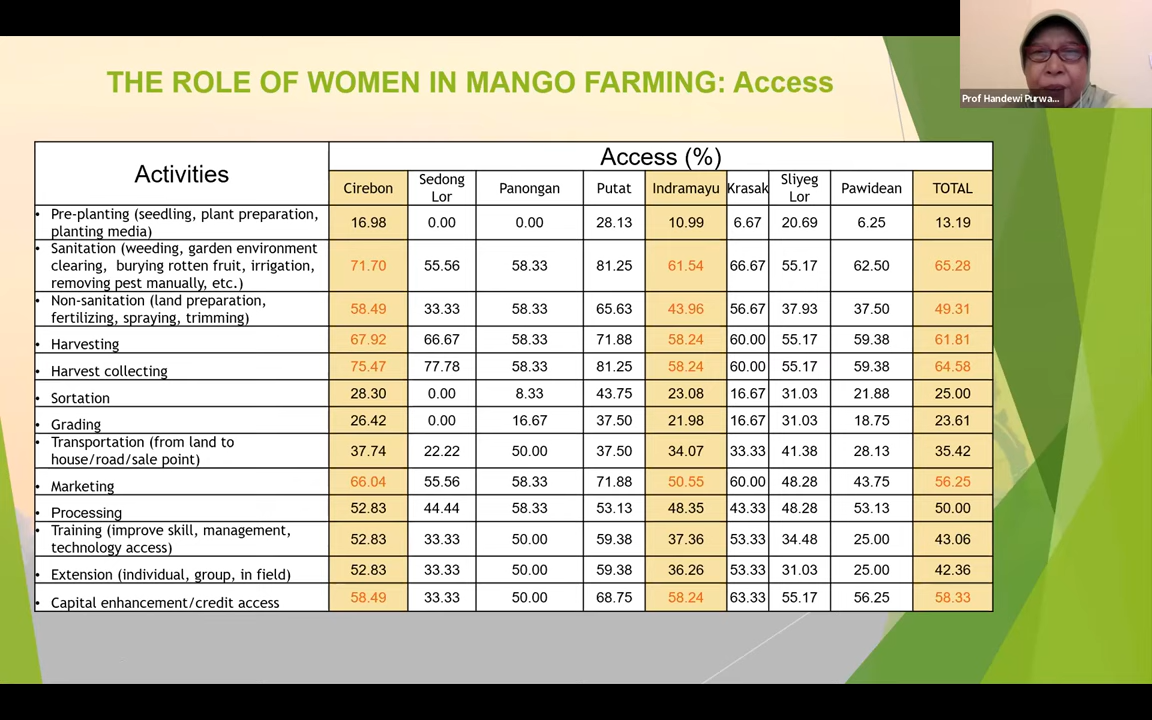 THE ROLE OF WOMEN IN MANGO FARMING: Access
Prof Handewi Purwa...
Activities
Access (%)
Cirebon
Sedong
Lor
Panongan
Putat
Indramayu
Krasak
Sliyeg
Lor
Pawidean
TOTAL
• Pre-planting (seedling, plant preparation,
planting media)
16.98 0.00 0.00 28.13 10.99 6.67 20.69 6.25 13.19
• Sanitation (weeding, garden environment
clearing, burying rotten fruit, irrigation,
removing pest manually, etc.)
71.70 55.56 58.33 81.25 61.54 66.67 55.17 62.50 65.28
• Non-sanitation (land preparation,
fertilizing, spraying, trimming)
58.49 33.33 58.33 65.63 43.96 56.67 37.93 37.50 49.31
• Harvesting 67.92 66.67 58.33 71.88 58.24 60.00 55.17 59.38 61.81
• Harvest collecting 75.47 77.78 58.33 81.25 58.24 60.00 55.17 59.38 64.58
• Sortation 28.30 0.00 8.33 43.75 23.08 16.67 31.03 21.88 25.00
• Grading 26.42 0.00 16.67 37.50 21.98 16.67 31.03 18.75 23.61
• Transportation (from land to
house/road/sale point)
37.74 22.22 50.00 37.50 34.07 33.33 41.38 28.13 35.42
• Marketing 66.04 55.56 58.33 71.88 50.55 60.00 48.28 43.75 56.25
• Processing 52.83 44.44 58.33 53.13 48.35 43.33 48.28 53.13 50.00
• Training (improve skill, management,
technology access)
52.83 33.33 50.00 59.38 37.36 53.33 34.48 25.00 43.06
• Extension (individual, group, in field) 52.83 33.33 50.00 59.38 36.26 53.33 31.03 25.00 42.36
• Capital enhancement/credit access 58.49 33.33 50.00 68.75 58.24 63.33 55.17 56.25 58.33